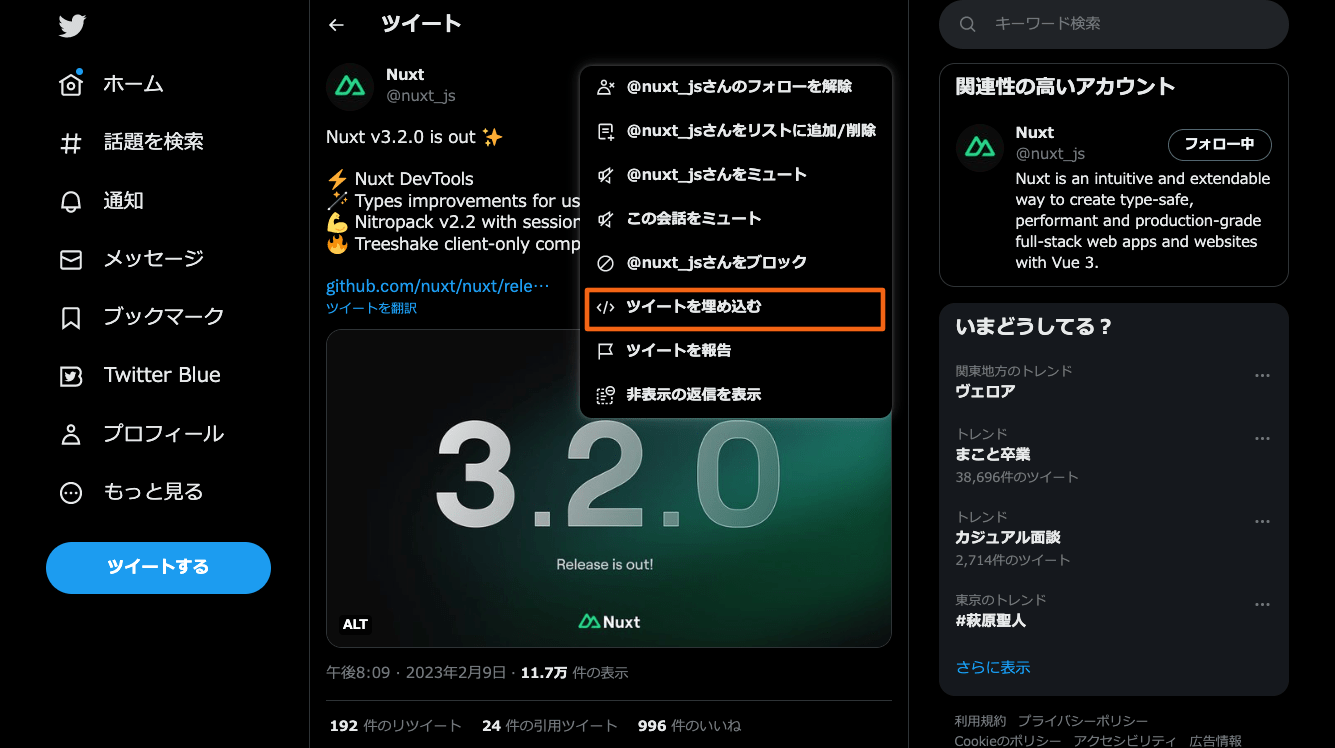 ホーム
話題を検索
通知
メッセージ
ブックマーク
Twitter Blue
プロフィール
もっと見る
ツイートする
ツイート
Nuxt
@nuxt_js
Nuxt v3.2.0 is out ✨
⚡ Nuxt DevTools
🪄 Types improvements for us
💪 Nitropack v2.2 with session
🔥 Treeshake client-only comp
github.com/nuxt/nuxt/rele…
ツイートを翻訳
@nuxt_jsさんのフォローを解除
@nuxt_jsさんをリストに追加/削除
@nuxt_jsさんをミュート
この会話をミュート
@nuxt_jsさんをブロック
ツイートを埋め込む
ツイートを報告
非表示の返信を表示
3.2.0
Release is out!
Nuxt
ALT
午後8:09 · 2023年2月9日 · 11.7万 件の表示
192 件のリツイート 24 件の引用ツイート 996 件のいいね
キーワード検索
関連性の高いアカウント
Nuxt
@nuxt_js
フォロー中
Nuxt is an intuitive and extendable
way to create type-safe,
performant and production-grade
full-stack web apps and websites
with Vue 3.
いまどうしてる？
関東地方のトレンド
ヴェロア
トレンド
まこと卒業
38,696件のツイート
トレンド
カジュアル面談
2,714件のツイート
東京のトレンド
#萩原聖人
さらに表示
利用規約 プライバシーポリシー
Cookieのポリシー アクセシビリティ 広告情報